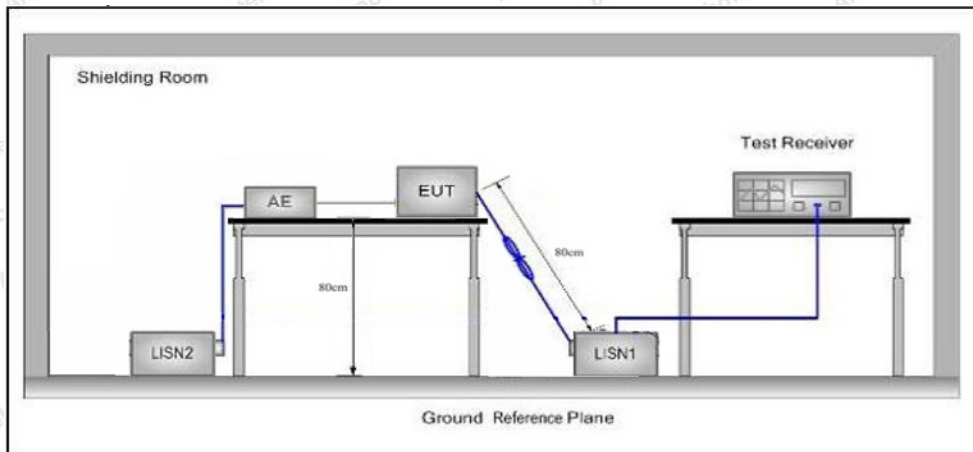 Shielding Room
Test Receiver
AE
EUT
80cm
80cm
LISN2
LISN1
Ground Reference Plane